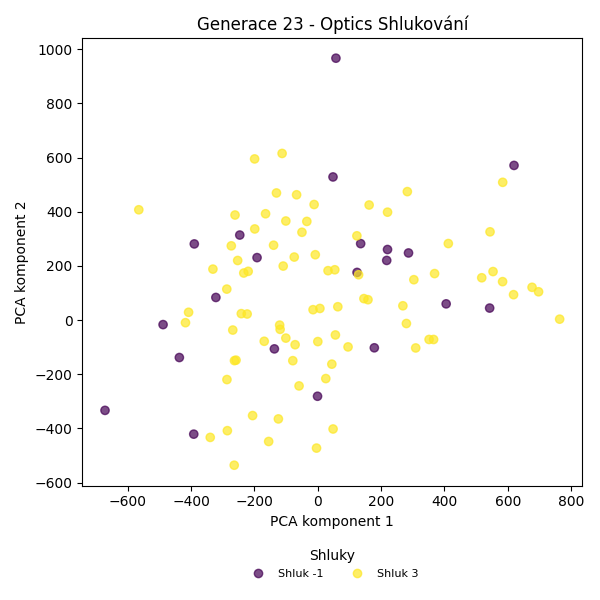 Generace 23 - Optics Shlukování
1000
800
600
400
200
0
−200
−400
−600
PCA komponent 2
−600 −400 −200 0 200 400 600 800
PCA komponent 1
Shluky
Shluk -1 Shluk 3